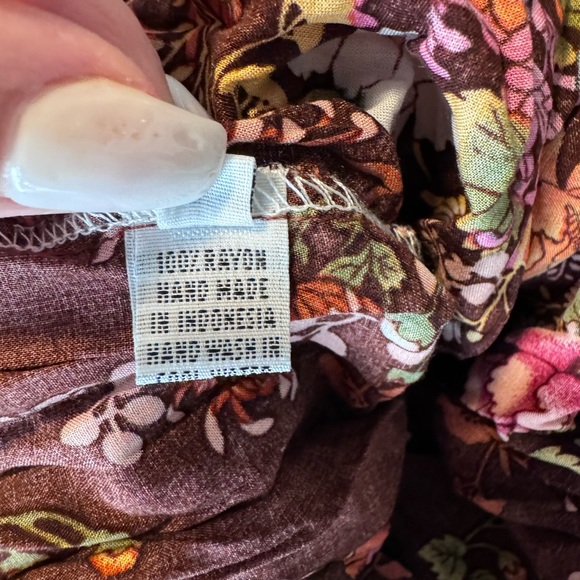 100% RAYON
HAND MADE
IN INDONESIA
HAND WASH IN